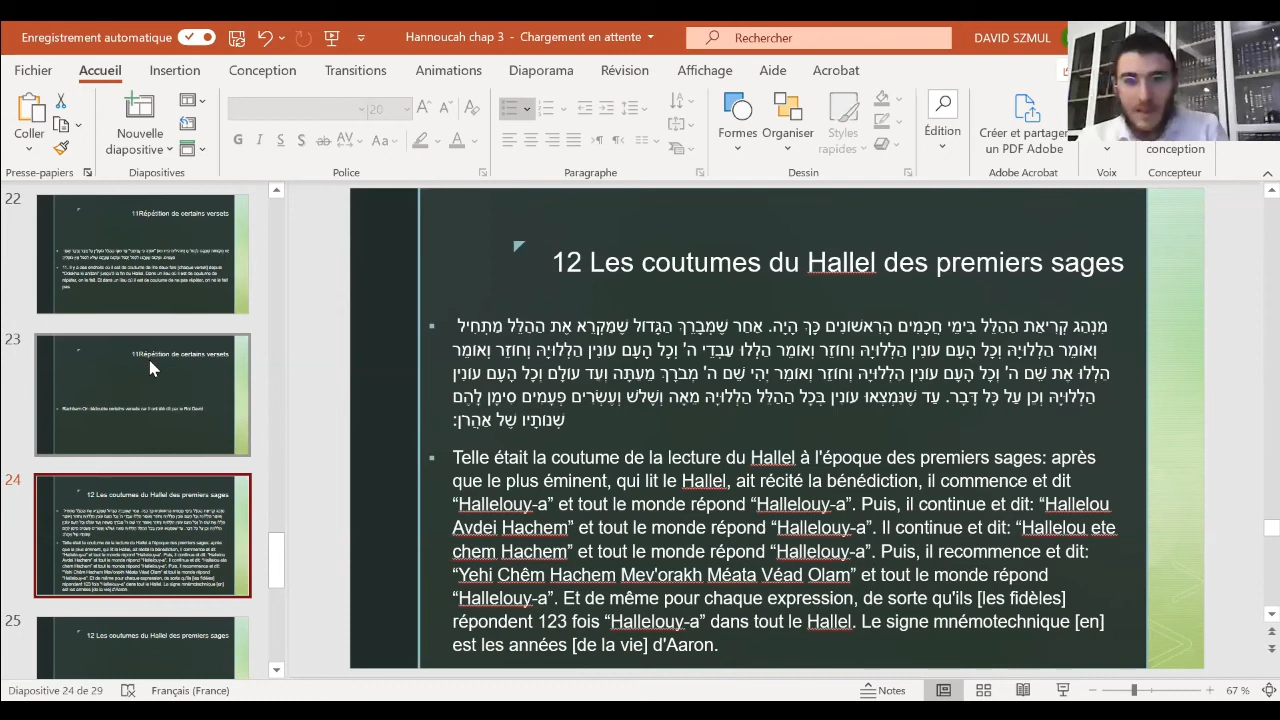 Enregistrement automatique
Hannoucah chap 3 - Chargement en attente
Rechercher
DAVID SZMUL
Fichier Accueil Insertion Conception Transitions Animations Diaporama Révision Affichage Aide Acrobat
Coller
Nouvelle diapositive
20
G I S S ab AV Aa A
Formes Organiser Styles rapides
Édition
Créer et partager un PDF Adobe
conception
Presse-papiers Diapositives Police Paragraphe Dessin Adobe Acrobat Voix Concepteur
22
11Répétition de certains versets
23
11Répétition de certains versets
24
12 Les coutumes du Hallel des premiers sages
25
12 Les coutumes du Hallel des premiers sages
12 Les coutumes du Hallel des premiers sages
מִנְהַג קְרִיאַת הַהַלֵּל בִּימֵי חֲכָמִים הָרִאשׁוֹנִים כָּךְ הָיָה. אַחַר שֶׁמְּבָרֵךְ הַגָּדוֹל שֶׁמַּקְרֵא אֶת הַהַלֵּל מַתְחִיל
וְאוֹמֵר הַלְלוּיָהּ וְכָל הָעָם עוֹנִין הַלְלוּיָהּ וְחוֹזֵר וְאוֹמֵר הַלְלוּ עַבְדֵי ה' וְכָל הָעָם עוֹנִין הַלְלוּיָהּ וְחוֹזֵר וְאוֹמֵר
הַלְלוּ אֶת שֵׁם ה' וְכָל הָעָם עוֹנִין הַלְלוּיָהּ וְחוֹזֵר וְאוֹמֵר יְהִי שֵׁם ה' מְבֹרָךְ מֵעַתָּה וְעַד עוֹלָם וְכָל הָעָם עוֹנִין
הַלְלוּיָהּ וְכֵן עַל כָּל דָּבָר. עַד שֶׁנִּמְצְאוּ עוֹנִין בְּכָל הַהַלֵּל הַלְלוּיָהּ מֵאָה וְשָׁלֹשׁ וְעֶשְׂרִים פְּעָמִים סִימָן לָהֶם
שְׁנוֹתָיו שֶׁל אַהֲרֹן:
Telle était la coutume de la lecture du Hallel à l'époque des premiers sages: après
que le plus éminent, qui lit le Hallel, ait récité la bénédiction, il commence et dit
“Hallelouy-a” et tout le monde répond “Hallelouy-a”. Puis, il continue et dit: “Hallelou
Avdei Hachem” et tout le monde répond “Hallelouy-a”. Il continue et dit: “Hallelou ete
chem Hachem” et tout le monde répond “Hallelouy-a”. Puis, il recommence et dit:
“Yehi Chêm Hachem Mev'orakh Méata Véad Olam” et tout le monde répond
“Hallelouy-a”. Et de même pour chaque expression, de sorte qu'ils [les fidèles]
répondent 123 fois “Hallelouy-a” dans tout le Hallel. Le signe mnémotechnique [en]
est les années [de la vie] d'Aaron.
Diapositive 24 de 29 Français (France) Notes 67 %